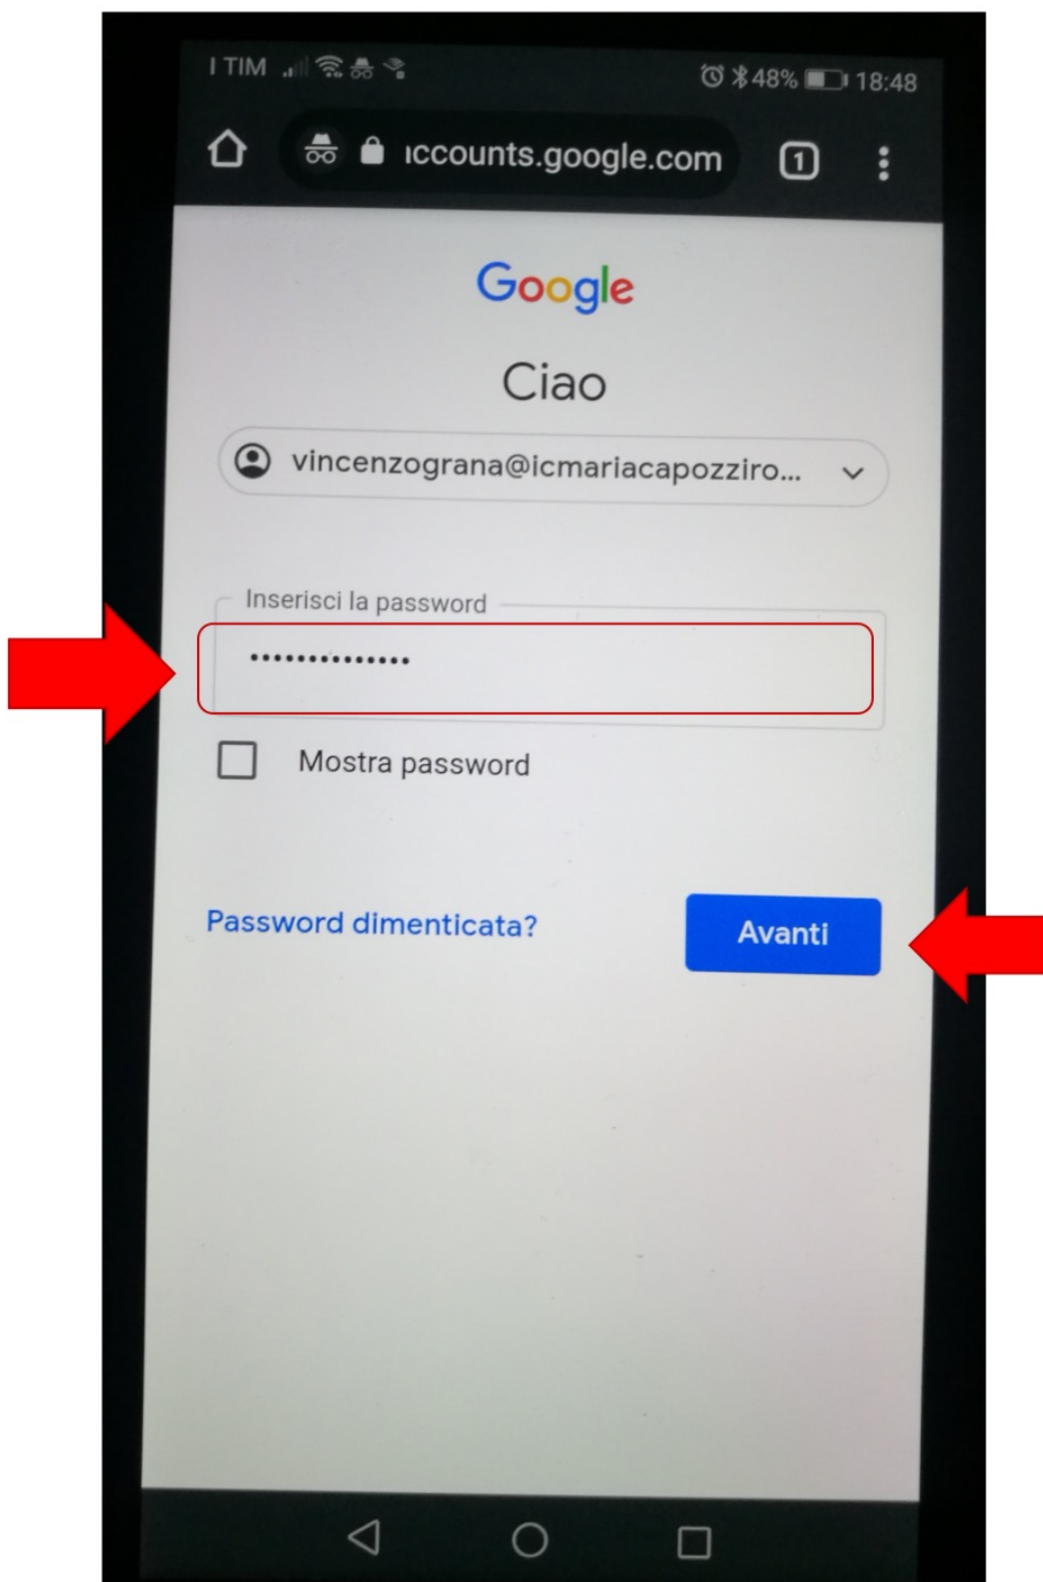 I TIM 48% 18:48
ccounts.google.com 1
Google
Ciao
vincenzograna@icmariacapozziro...
Inserisci la password
••••••••••••••
Mostra password
Password dimenticata?
Avanti